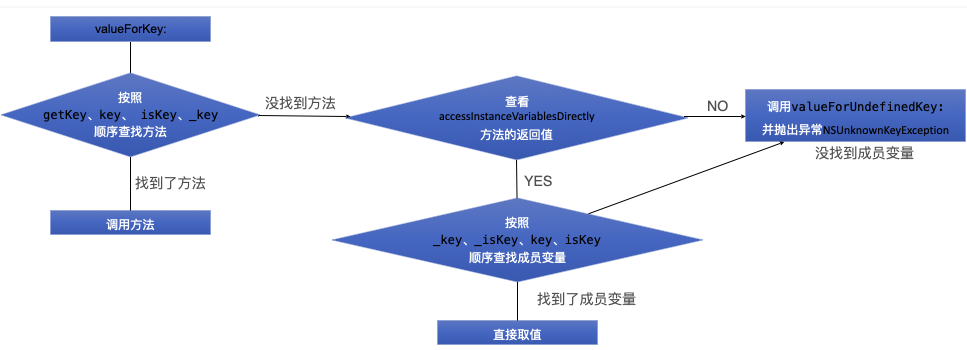 valueForKey:
按照
getKey、key、 isKey、_key
顺序查找方法
没找到方法
找到了方法
调用方法
查看
accessInstanceVariablesDirectly
方法的返回值
NO
调用valueForUndefinedKey:
并抛出异常NSUnknownKeyException
没找到成员变量
YES
按照
_key、_isKey、key、isKey
顺序查找成员变量
找到了成员变量
直接取值